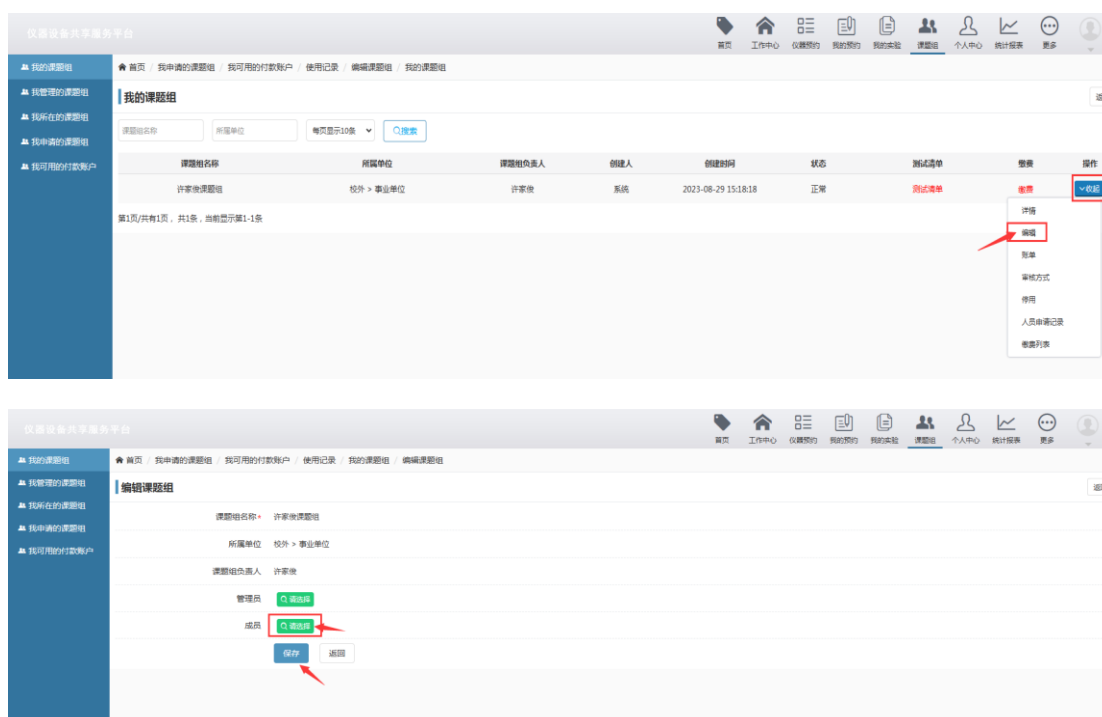 仪器设备共享服务平台
首页 工作中心 仪器预约 我的预约 我的实验 课题组 个人中心 统计报表 更多
我的课题组
我管理的课题组
我所在的课题组
我申请的课题组
我可用的付款账户
首页 / 我申请的课题组 / 我可用的付款账户 / 使用记录 / 编辑课题组 / 我的课题组
我的课题组
课题组名称 所属单位 每页显示10条 搜索
课题组名称 所属单位 课题组负责人 创建人 创建时间 状态 测试清单 缴费 操作
许家俊课题组 校外 > 事业单位 许家俊 系统 2023-08-29 15:18:18 正常 测试清单 缴费 收起
第1页/共有1页，共1条，当前显示第1-1条
详情
编辑
账单
审核方式
停用
人员申请记录
卷费列表
仪器设备共享服务平台
首页 工作中心 仪器预约 我的预约 我的实验 课题组 个人中心 统计报表 更多
我的课题组
我管理的课题组
我所在的课题组
我申请的课题组
我可用的付款账户
首页 / 我申请的课题组 / 我可用的付款账户 / 使用记录 / 我的课题组 / 编辑课题组
编辑课题组
课题组名称* 许家俊课题组
所属单位 校外 > 事业单位
课题组负责人 许家俊
管理员 请选择
成员 请选择
保存 返回